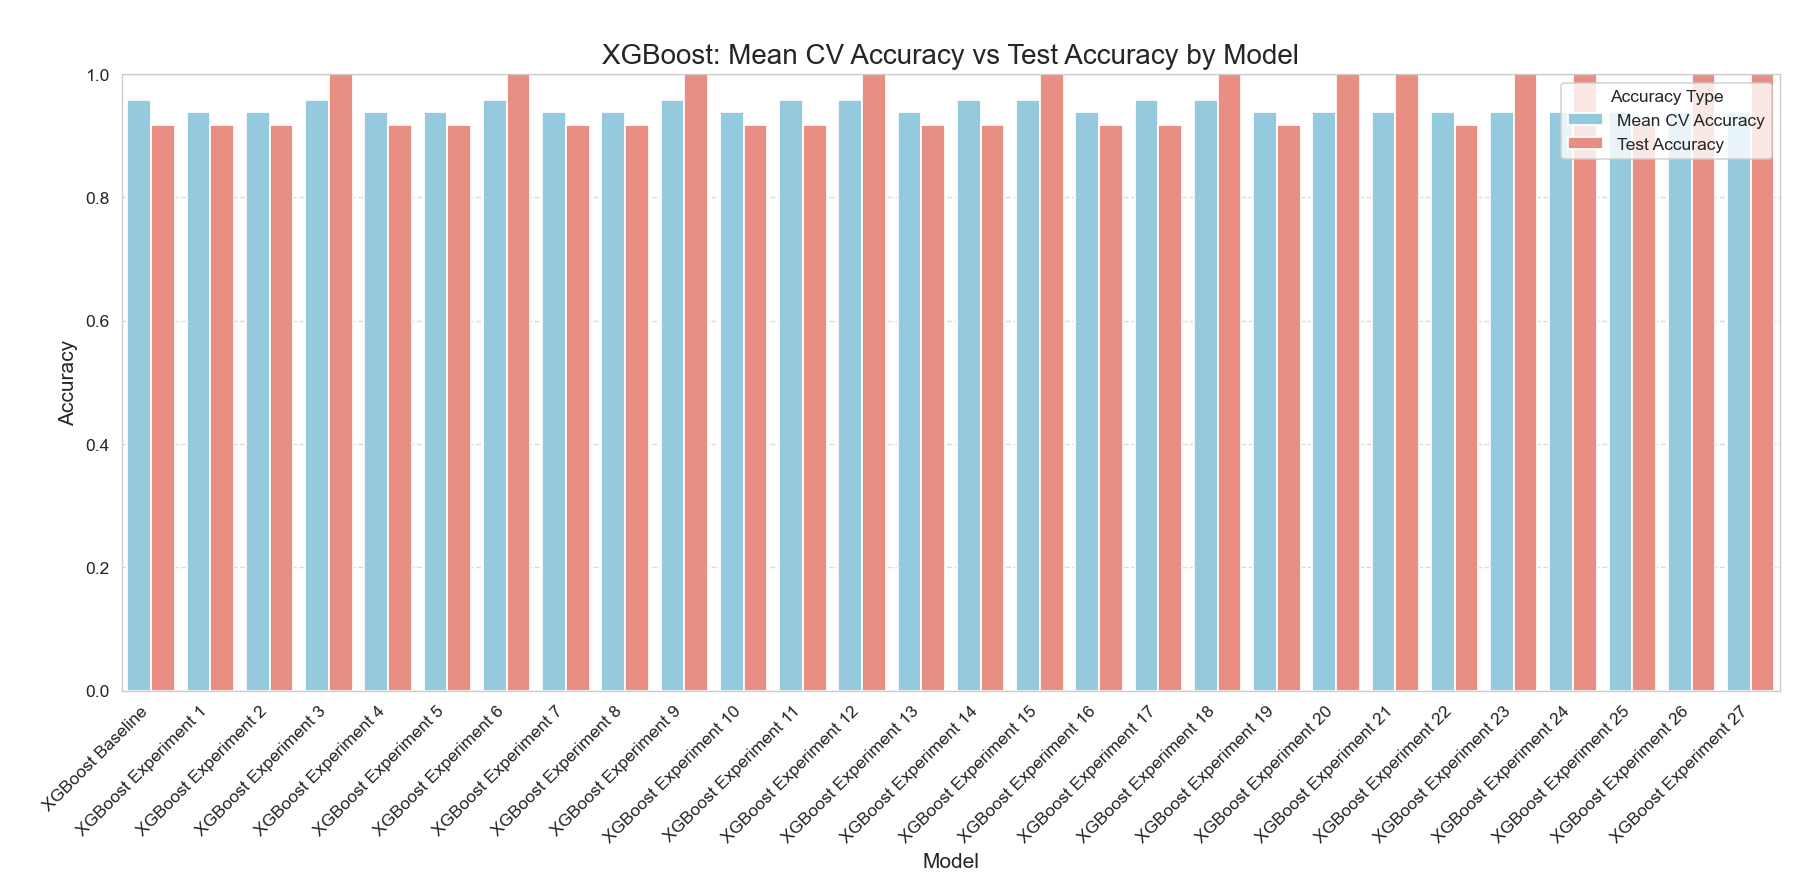 XGBoost: Mean CV Accuracy vs Test Accuracy by Model
Accuracy Type
Mean CV Accuracy
Test Accuracy
1.0
0.8
0.6
0.4
0.2
0.0
Accuracy
XGBoost Baseline
XGBoost Experiment 1
XGBoost Experiment 2
XGBoost Experiment 3
XGBoost Experiment 4
XGBoost Experiment 5
XGBoost Experiment 6
XGBoost Experiment 7
XGBoost Experiment 8
XGBoost Experiment 9
XGBoost Experiment 10
XGBoost Experiment 11
XGBoost Experiment 12
XGBoost Experiment 13
XGBoost Experiment 14
XGBoost Experiment 15
XGBoost Experiment 16
XGBoost Experiment 17
XGBoost Experiment 18
XGBoost Experiment 19
XGBoost Experiment 20
XGBoost Experiment 21
XGBoost Experiment 22
XGBoost Experiment 23
XGBoost Experiment 24
XGBoost Experiment 25
XGBoost Experiment 26
XGBoost Experiment 27
Model